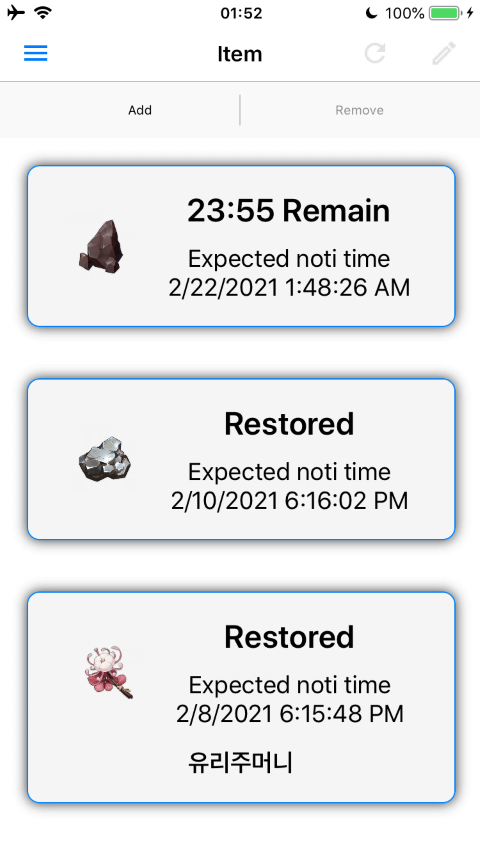 01:52
100%
Item
Add
Remove
23:55 Remain
Expected noti time
2/22/2021 1:48:26 AM
Restored
Expected noti time
2/10/2021 6:16:02 PM
Restored
Expected noti time
2/8/2021 6:15:48 PM
유리주머니